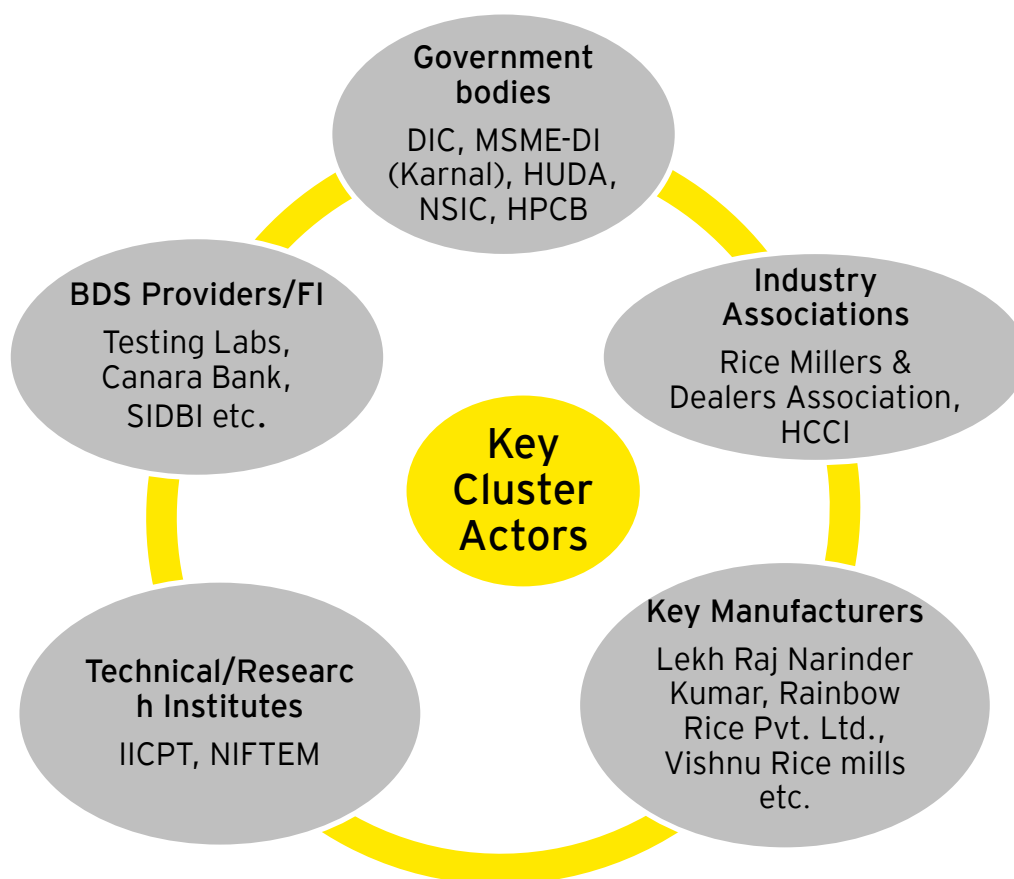 Government
bodies
DIC, MSME-DI
(Karnal), HUDA,
NSIC, HPCB
Industry
Associations
Rice Millers &
Dealers Association,
HCCI
Key Manufacturers
Lekh Raj Narinder
Kumar, Rainbow
Rice Pvt. Ltd.,
Vishnu Rice mills
etc.
Technical/Researc
h Institutes
IICPT, NIFTEM
BDS Providers/FI
Testing Labs,
Canara Bank,
SIDBI etc.
Key
Cluster
Actors